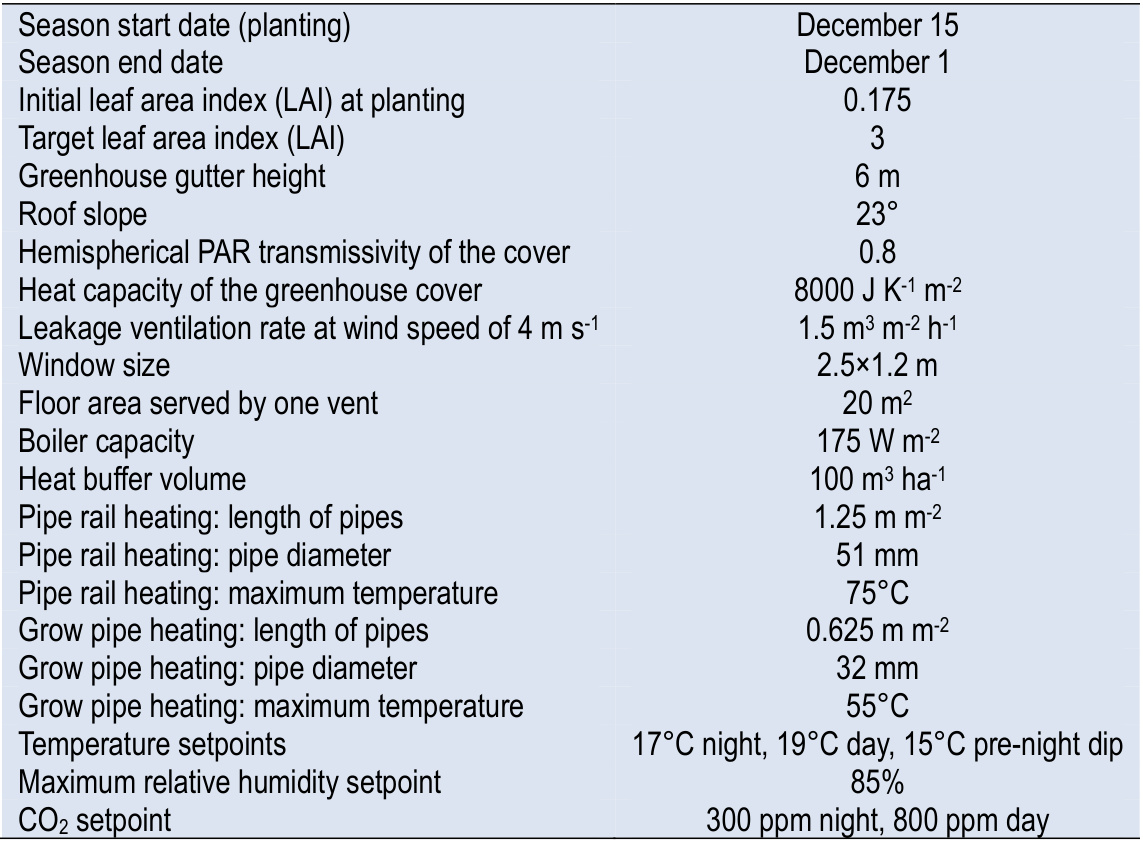 Season start date (planting) December 15
Season end date December 1
Initial leaf area index (LAI) at planting 0.175
Target leaf area index (LAI) 3
Greenhouse gutter height 6 m
Roof slope 23°
Hemispherical PAR transmissivity of the cover 0.8
Heat capacity of the greenhouse cover 8000 J K⁻¹ m⁻²
Leakage ventilation rate at wind speed of 4 m s⁻¹ 1.5 m³ m⁻² h⁻¹
Window size 2.5×1.2 m
Floor area served by one vent 20 m²
Boiler capacity 175 W m⁻²
Heat buffer volume 100 m³ ha⁻¹
Pipe rail heating: length of pipes 1.25 m m⁻²
Pipe rail heating: pipe diameter 51 mm
Pipe rail heating: maximum temperature 75°C
Grow pipe heating: length of pipes 0.625 m m⁻²
Grow pipe heating: pipe diameter 32 mm
Grow pipe heating: maximum temperature 55°C
Temperature setpoints 17°C night, 19°C day, 15°C pre-night dip
Maximum relative humidity setpoint 85%
CO₂ setpoint 300 ppm night, 800 ppm day